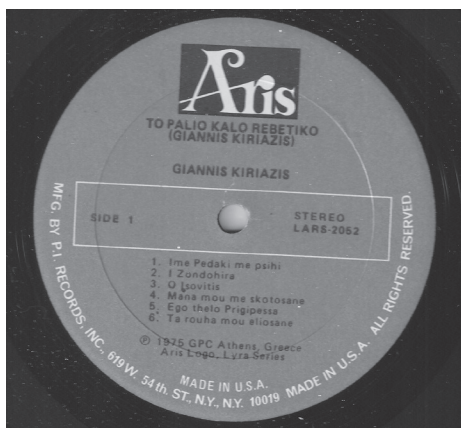 Aris
TO PALIO KALO REBETIKO
(GIANNIS KIRIAZIS)
GIANNIS KIRIAZIS
SIDE 1
STEREO
LARS-2052
1. Ime Pedaki me psihi
2. I Zondohira
3. O Isovitis
4. Mana mou me skotosane
5. Ego thelo Prigipessa
6. Ta rouha mou aliosane
℗ 1975 GPC Athens, Greece
Aris Logo, Lyra Series
MADE IN U.S.A.
MFG. BY P.I. RECORDS, INC., 619 W. 54th. ST., N.Y., N.Y. 10019 MADE IN U.S.A. ALL RIGHTS RESERVED.